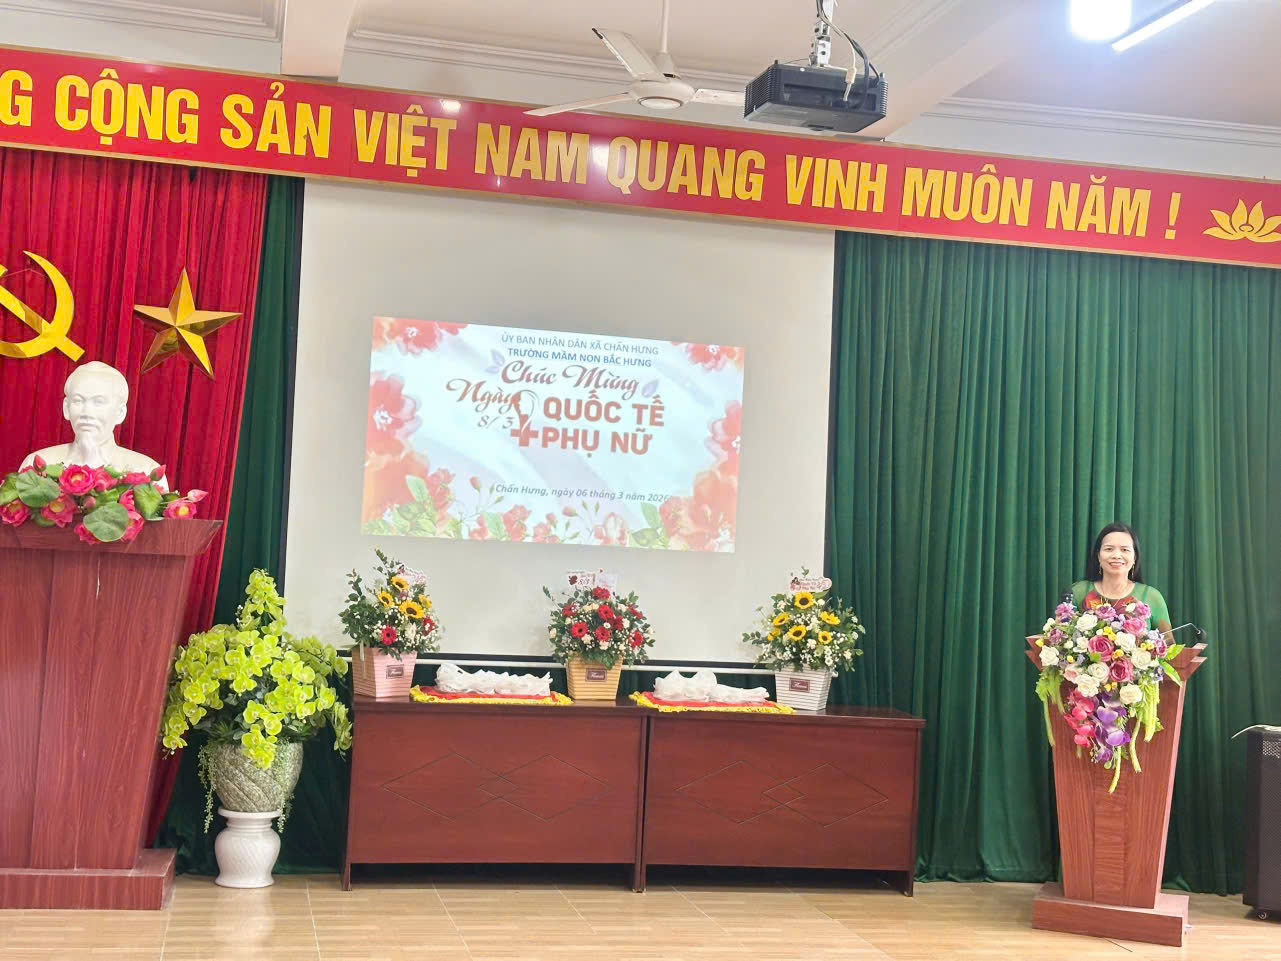 G CỘNG SẢN VIỆT NAM QUANG VINH MUÔN NĂM !
ỦY BAN NHÂN DÂN XÃ CHẤN HƯNG
TRƯỜNG MẦM NON BẮC HƯNG
Chúc Mừng
Ngày
8/3
QUỐC TẾ
PHỤ NỮ
Chấn Hưng, ngày 06 tháng 3 năm 2026